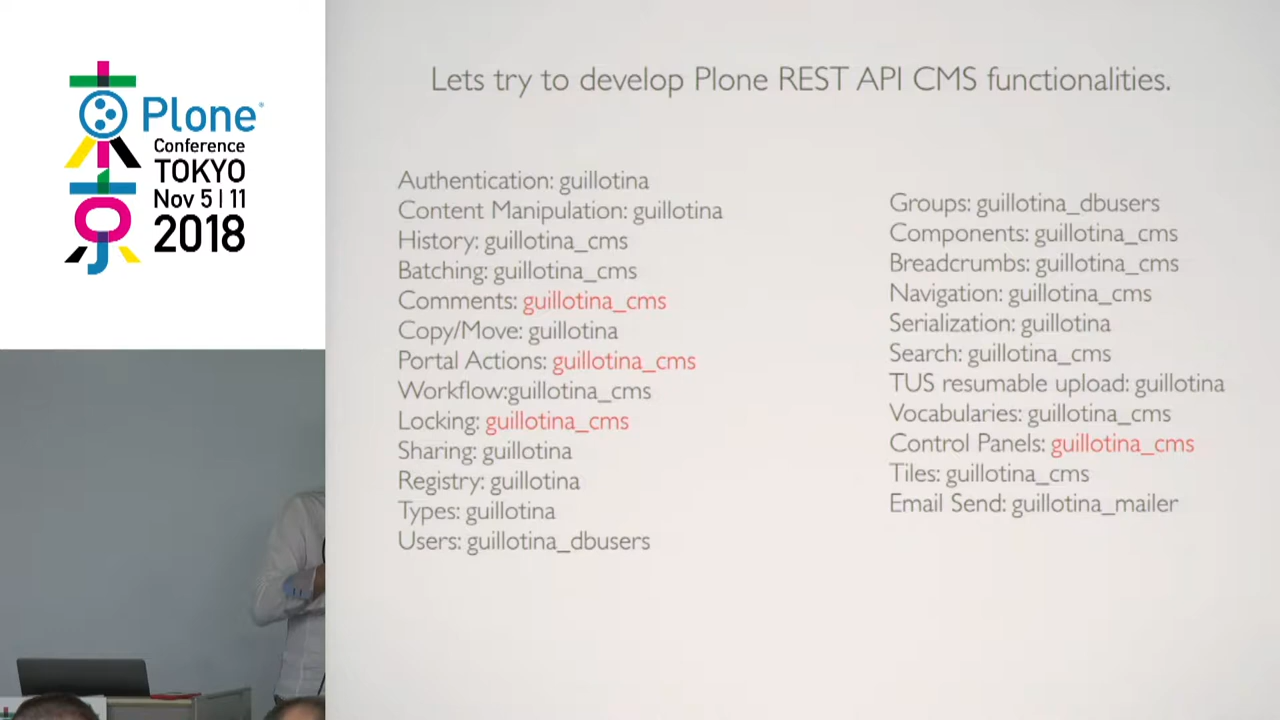 Plone®
Conference
TOKYO
Nov 5 | 11
2018
Lets try to develop Plone REST API CMS functionalities.
Authentication: guillotina
Content Manipulation: guillotina
History: guillotina_cms
Batching: guillotina_cms
Comments: guillotina_cms
Copy/Move: guillotina
Portal Actions: guillotina_cms
Workflow:guillotina_cms
Locking: guillotina_cms
Sharing: guillotina
Registry: guillotina
Types: guillotina
Users: guillotina_dbusers
Groups: guillotina_dbusers
Components: guillotina_cms
Breadcrumbs: guillotina_cms
Navigation: guillotina_cms
Serialization: guillotina
Search: guillotina_cms
TUS resumable upload: guillotina
Vocabularies: guillotina_cms
Control Panels: guillotina_cms
Tiles: guillotina_cms
Email Send: guillotina_mailer